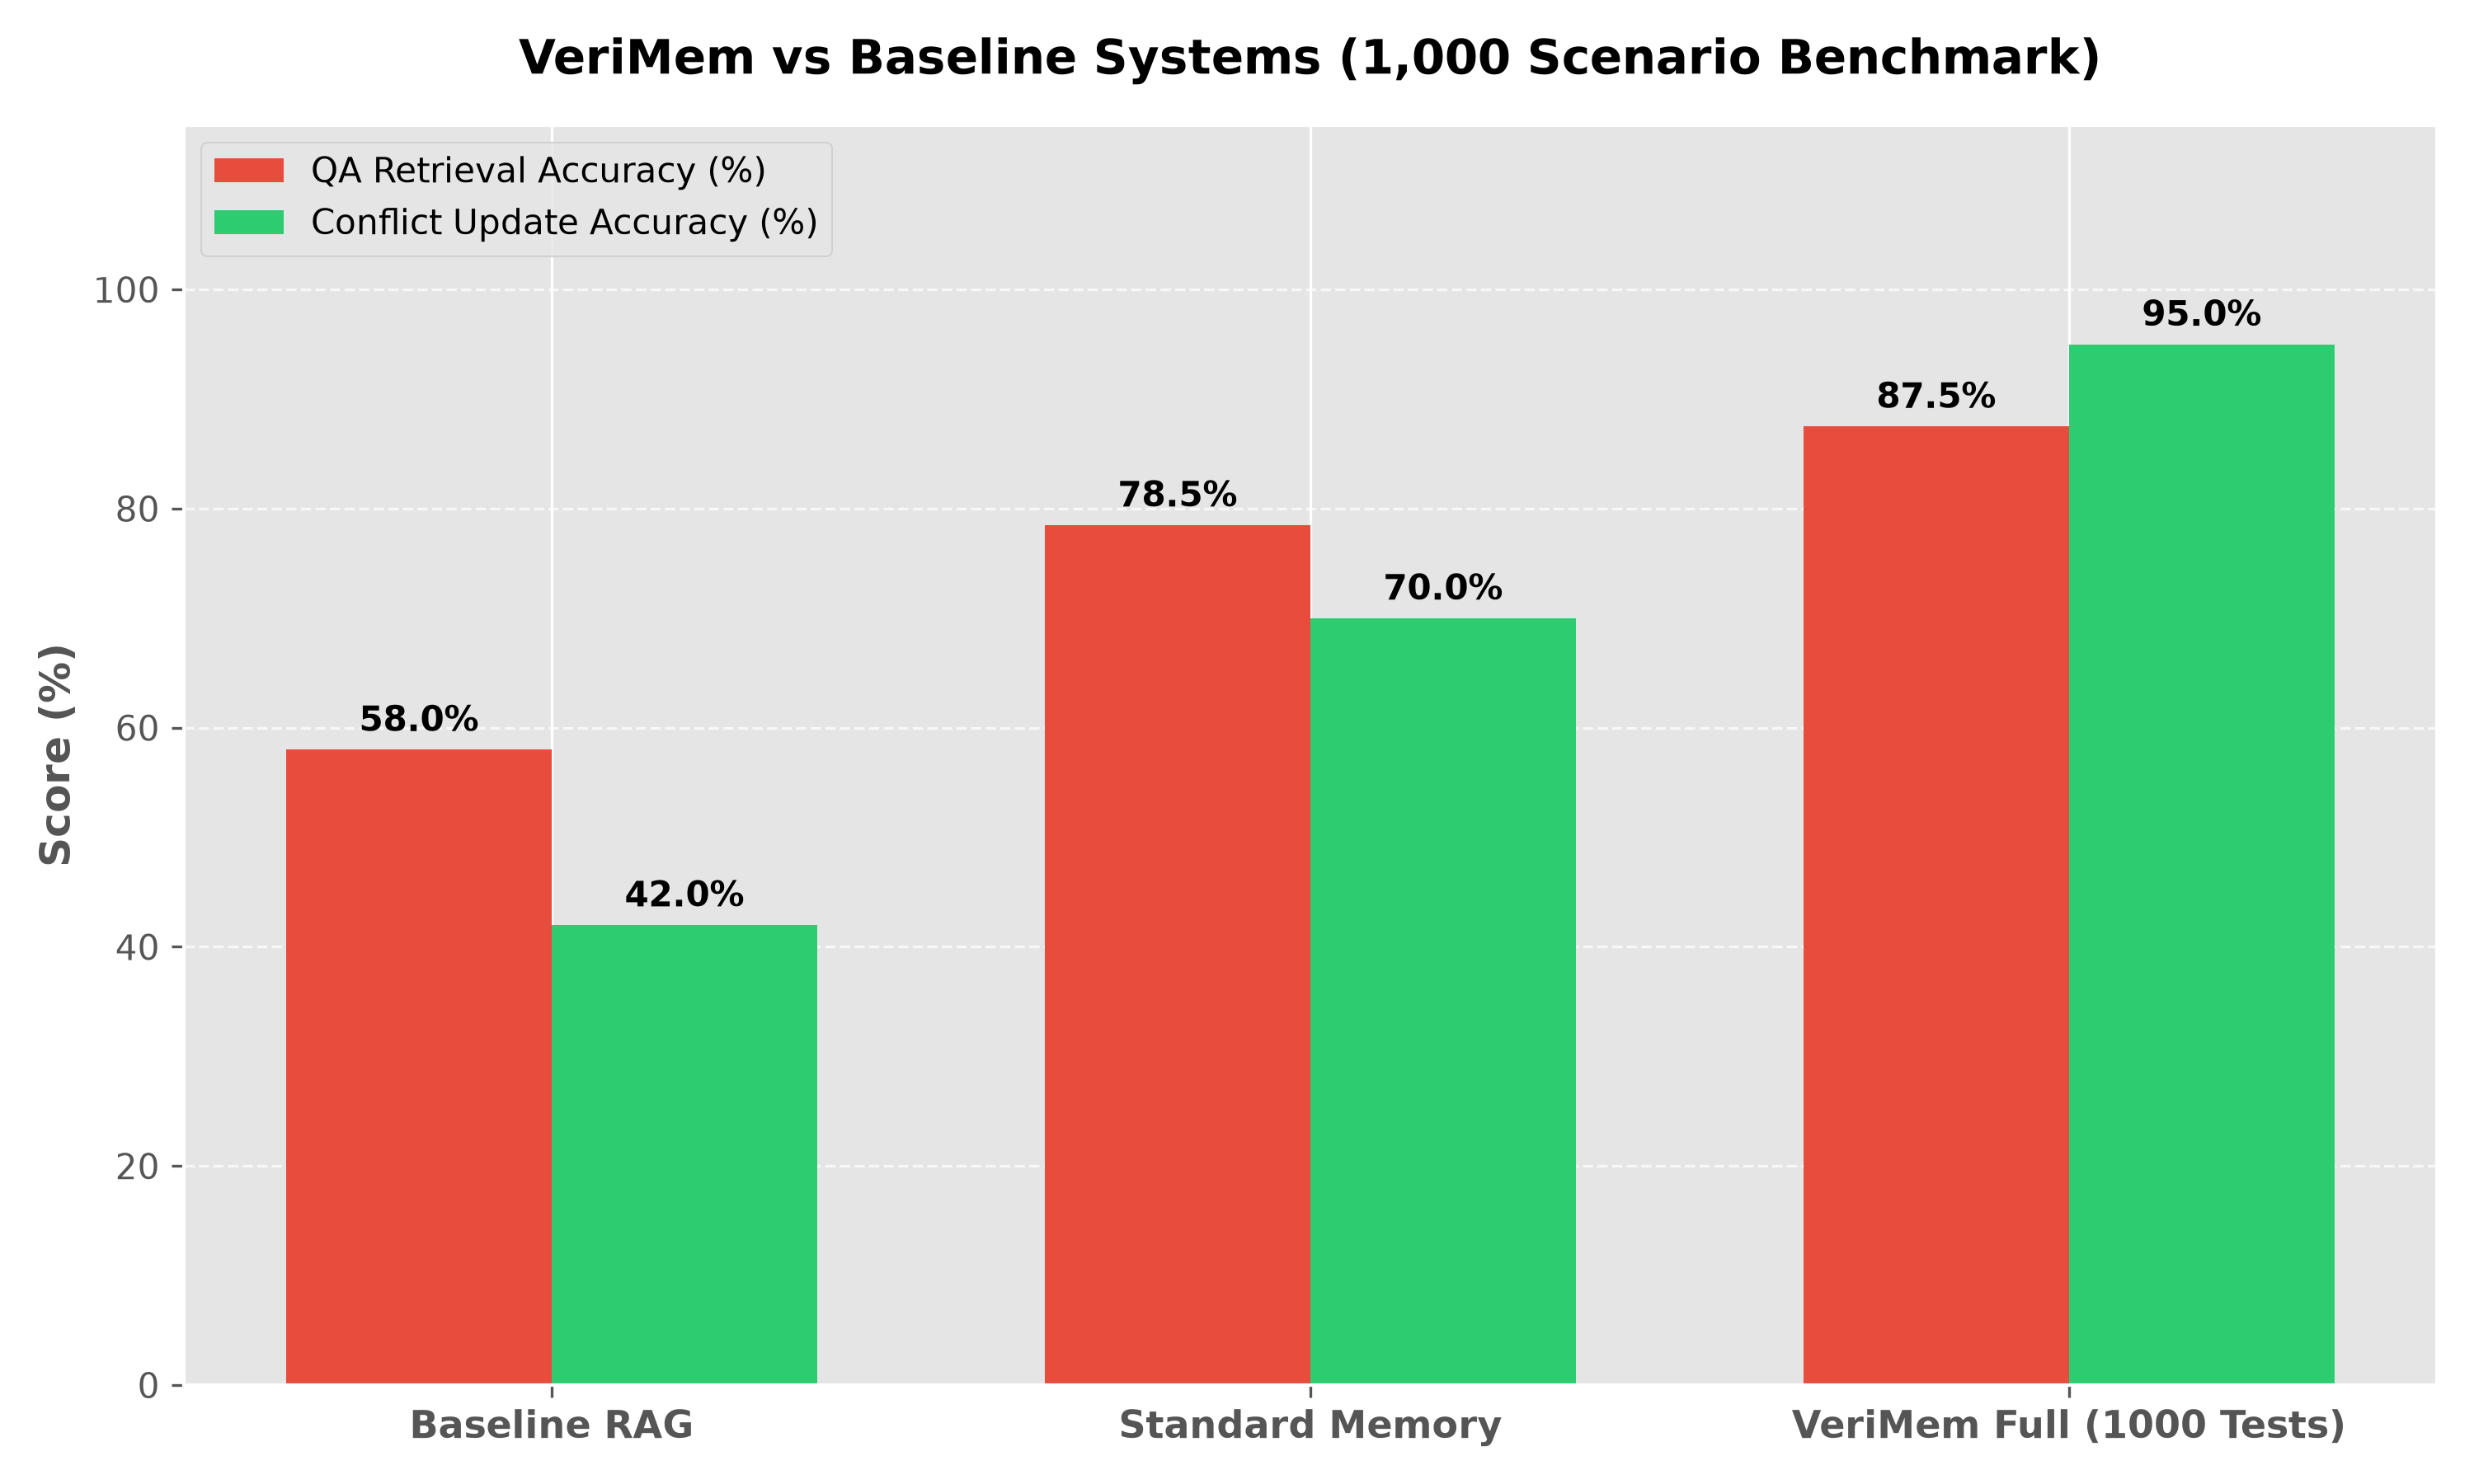 VeriMem vs Baseline Systems (1,000 Scenario Benchmark)
QA Retrieval Accuracy (%)
Conflict Update Accuracy (%)
Score (%)
100
80
60
40
20
0
58.0%
42.0%
78.5%
70.0%
87.5%
95.0%
Baseline RAG
Standard Memory
VeriMem Full (1000 Tests)